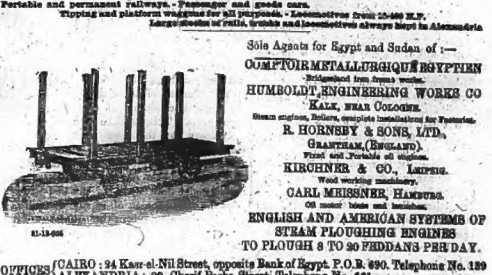 Portable and permanent railways. - Passenger and goods cars.
Tipping and platform waggons for all purposes. - Locomotives from 10-400 H.P.
Large stocks of rails, trucks and locomotives always kept in Alexandria
Sole Agents for Egypt and Sudan of :—
COMPTOIR METALLURGIQUE EGYPTIEN
Bridges and iron works.
HUMBOLDT, ENGINEERING WORKS CO
KALK, NEAR COLOGNE.
Steam engines, Boilers, complete installations for Factories.
R. HORNSBY & SONS, LTD.,
GRANTHAM, (ENGLAND).
Fixed and Portable oil engines.
KIRCHNER & CO., LEIPZIG.
Wood working machinery.
CARL MEISSNER, HAMBURG.
Oil motor boats and launches.
ENGLISH AND AMERICAN SYSTEMS OF
STEAM PLOUGHING ENGINES
TO PLOUGH 8 TO 20 FEDDANS PER DAY.
OFFICES { CAIRO : 24 Kasr-el-Nil Street, opposite Bank of Egypt. P.O.B. 690. Telephone No. 189